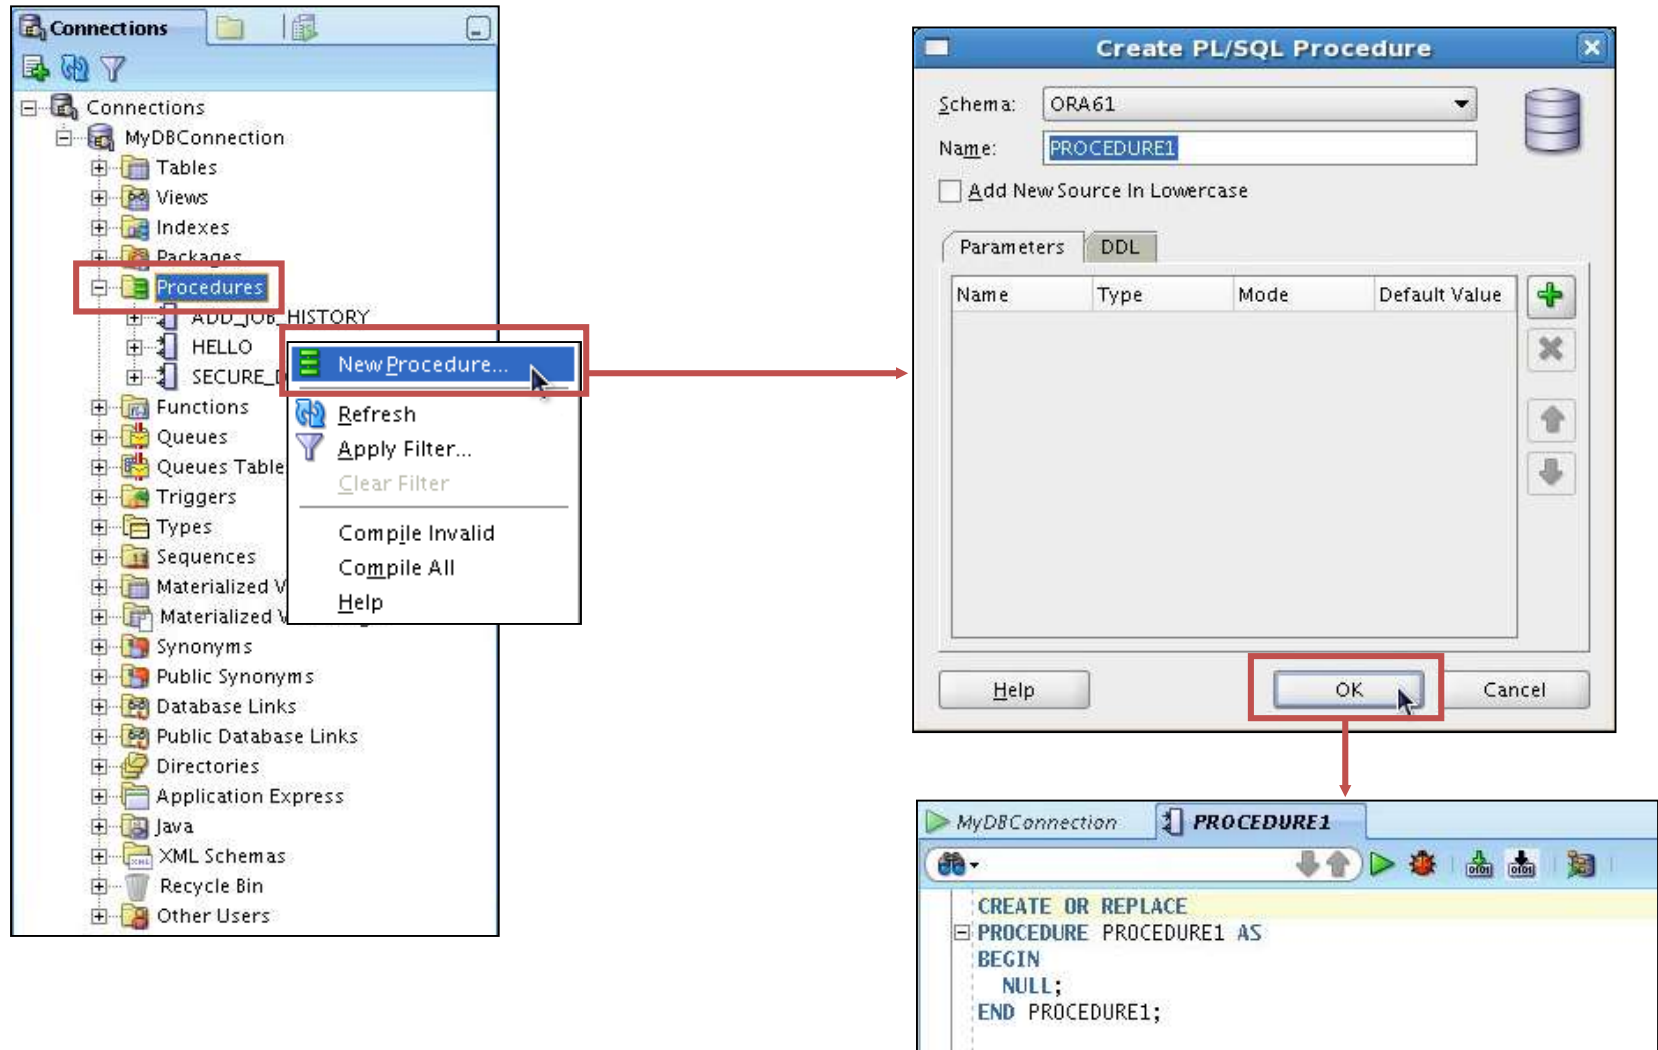 Connections
Connections
MyDBConnection
Tables
Views
Indexes
Packages
Procedures
ADD_JOB_HISTORY
HELLO
SECURE_
Functions
Queues
Queues Table
Triggers
Types
Sequences
Materialized V
Materialized
Synonyms
Public Synonyms
Database Links
Public Database Links
Directories
Application Express
Java
XML Schemas
Recycle Bin
Other Users
New Procedure...
Refresh
Apply Filter...
Clear Filter
Compile Invalid
Compile All
Help
Create PL/SQL Procedure
Schema: ORA61
Name: PROCEDURE1
Add New Source In Lowercase
Parameters DDL
Name Type Mode Default Value
Help OK Cancel
MyDBConnection PROCEDURE1
CREATE OR REPLACE
PROCEDURE PROCEDURE1 AS
BEGIN
NULL;
END PROCEDURE1;